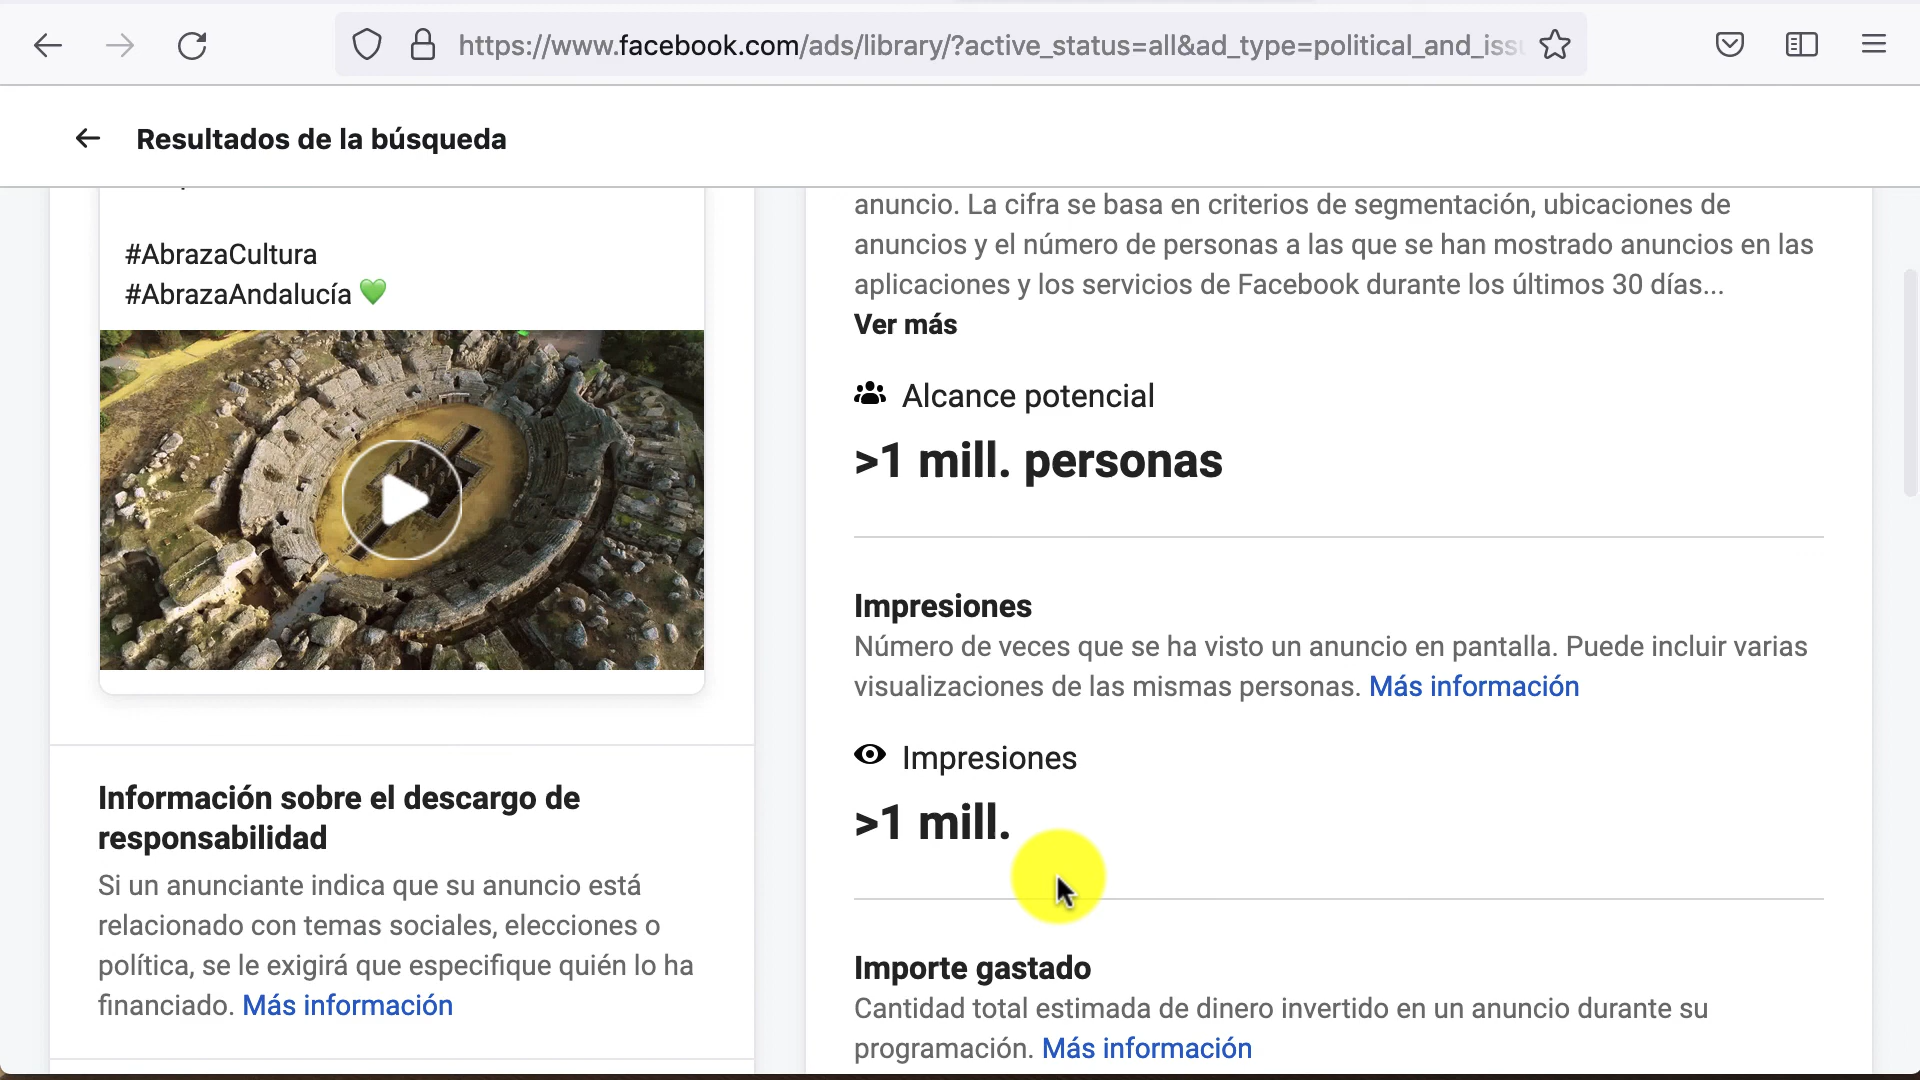 https://www.facebook.com/ads/library/?active_status=all&ad_type=political_and_iss
Resultados de la búsqueda
#AbrazaCultura
#AbrazaAndalucía 💚
Información sobre el descargo de
responsabilidad
Si un anunciante indica que su anuncio está
relacionado con temas sociales, elecciones o
política, se le exigirá que especifique quién lo ha
financiado. Más información
anuncio. La cifra se basa en criterios de segmentación, ubicaciones de
anuncios y el número de personas a las que se han mostrado anuncios en las
aplicaciones y los servicios de Facebook durante los últimos 30 días...
Ver más
Alcance potencial
>1 mill. personas
Impresiones
Número de veces que se ha visto un anuncio en pantalla. Puede incluir varias
visualizaciones de las mismas personas. Más información
Impresiones
>1 mill.
Importe gastado
Cantidad total estimada de dinero invertido en un anuncio durante su
programación. Más información